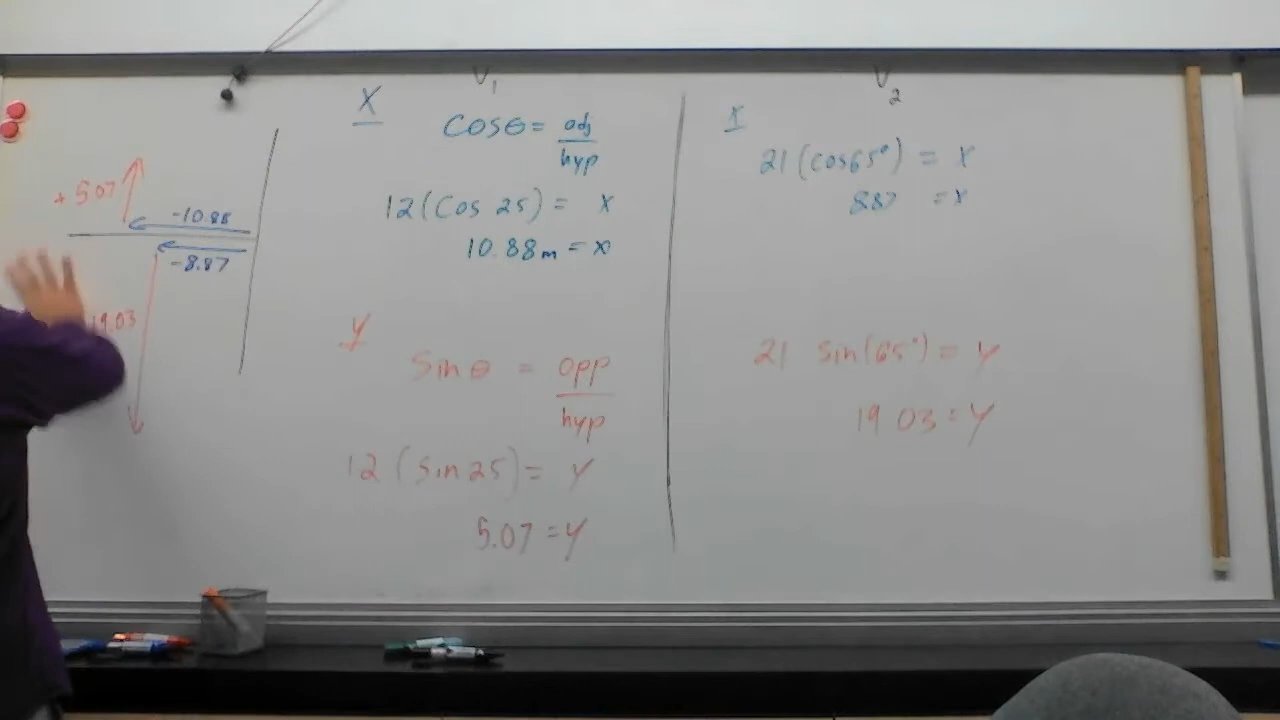 + 5.07
-10.88
-8.87
19.03
V1
X
Cosθ = adj
hyp
12(Cos 25) = x
10.88m = x
y
Sin θ = opp
hyp
12 (Sin 25) = y
5.07 = y
V2
X
21 (cos65°) = x
8.87 = x
21 sin(65°) = y
19.03 = y